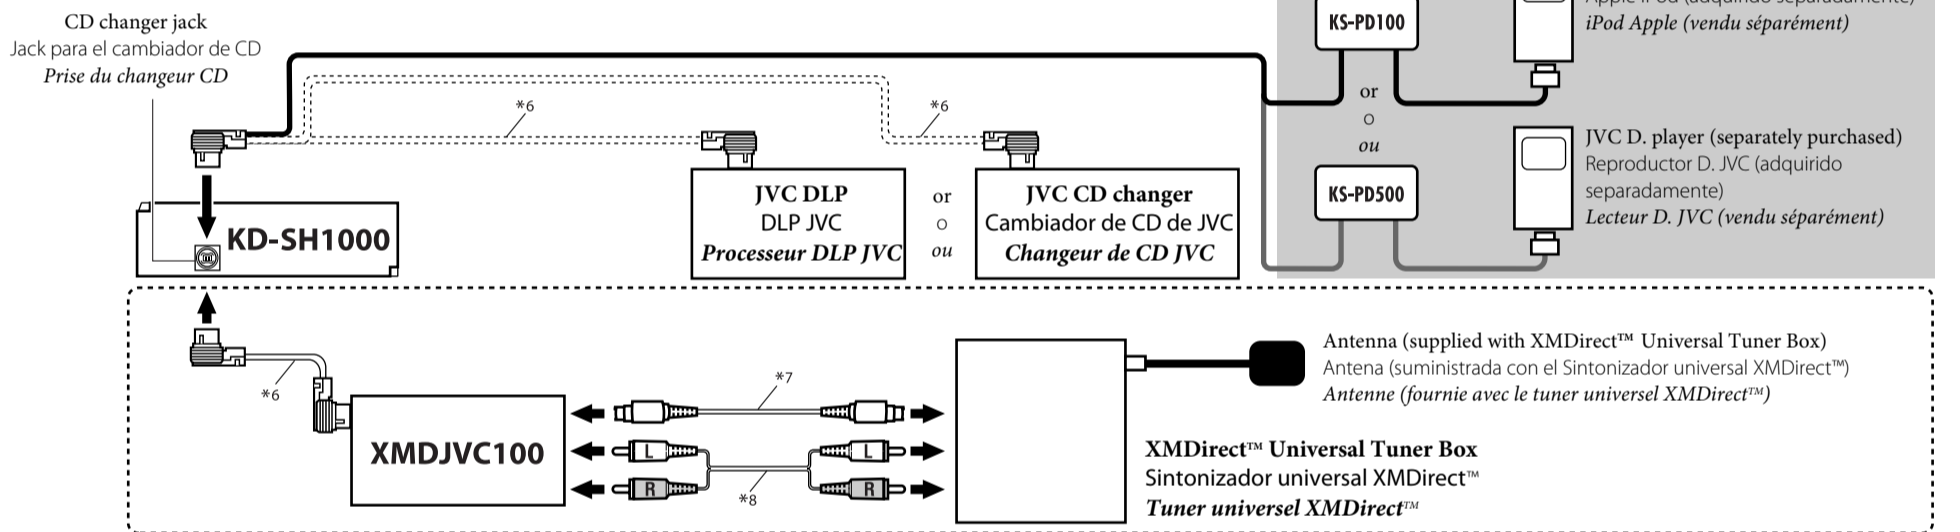 CD changer jack
Jack para el cambiador de CD
Prise du changeur CD
*6
*6
KD-SH1000
JVC DLP
DLP JVC
Processeur DLP JVC
or
o
ou
JVC CD changer
Cambiador de CD de JVC
Changeur de CD JVC
KS-PD100
iPod Apple (vendu séparément)
or
o
ou
KS-PD500
JVC D. player (separately purchased)
Reproductor D. JVC (adquirido
separadamente)
Lecteur D. JVC (vendu séparément)
*6
XMDJVC100
*7
L
L
R
R
*8
Antenna (supplied with XMDirect™ Universal Tuner Box)
Antena (suministrada con el Sintonizador universal XMDirect™)
Antenne (fournie avec le tuner universel XMDirect™)
XMDirect™ Universal Tuner Box
Sintonizador universal XMDirect™
Tuner universel XMDirect™